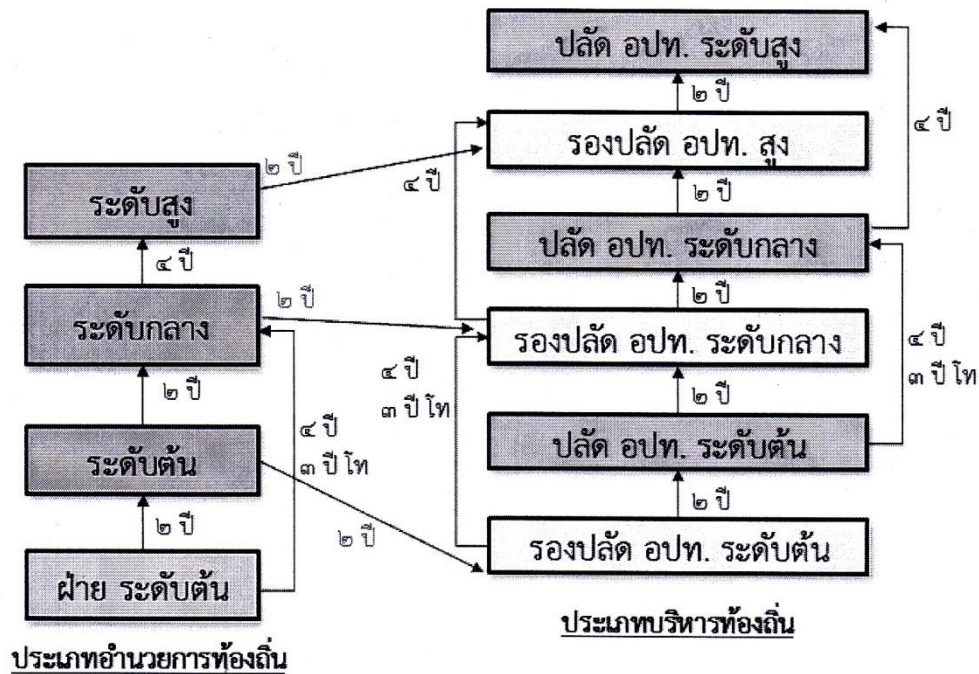 ปลัด อปท. ระดับสูง
๒ ปี
๔ ปี
รองปลัด อปท. สูง
๒ ปี
๔ ปี
๒ ปี
ระดับสูง
ปลัด อปท. ระดับกลาง
๔ ปี
๒ ปี
ระดับกลาง
๒ ปี
รองปลัด อปท. ระดับกลาง
๔ ปี
๓ ปี โท
๔ ปี
๓ ปี โท
๒ ปี
๒ ปี
ระดับต้น
๔ ปี
๓ ปี โท
ปลัด อปท. ระดับต้น
๒ ปี
๒ ปี
๒ ปี
ฝ่าย ระดับต้น
รองปลัด อปท. ระดับต้น
ประเภทอำนวยการท้องถิ่น
ประเภทบริหารท้องถิ่น